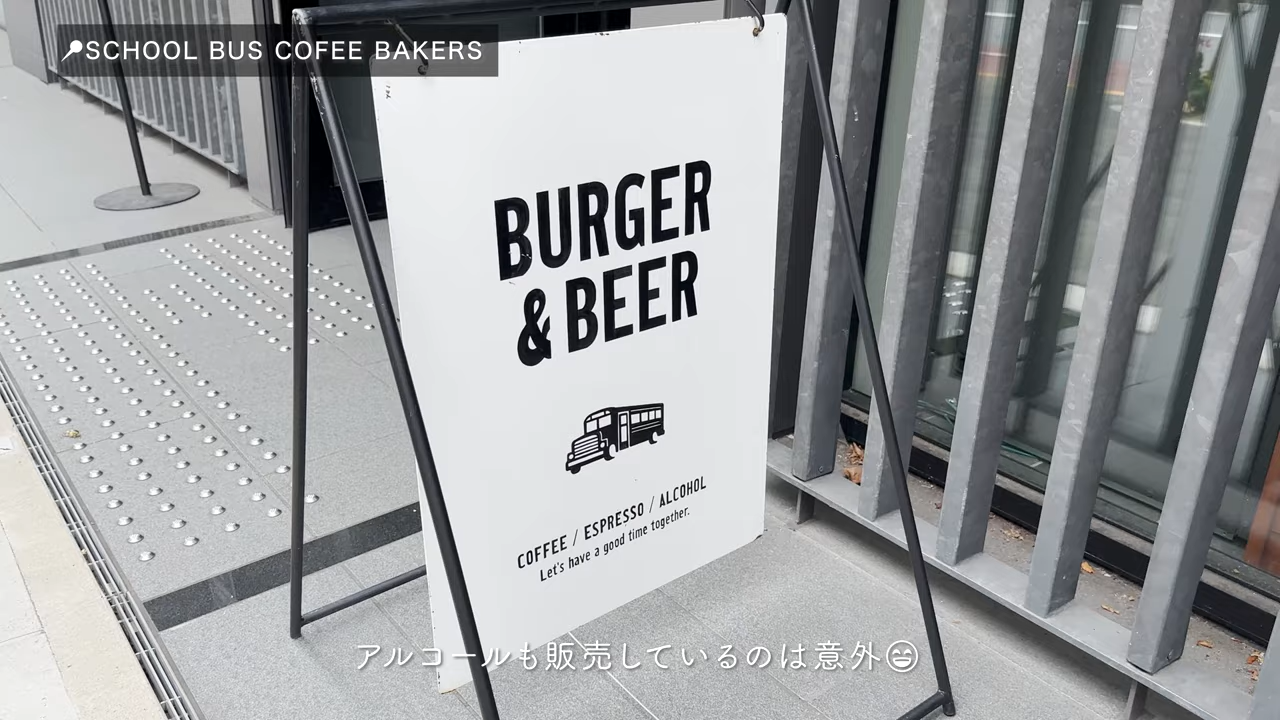 SCHOOL BUS COFEE BAKERS
BURGER
& BEER
COFFEE / ESPRESSO / ALCOHOL
Let's have a good time together.
アルコールも販売しているのは意外😄